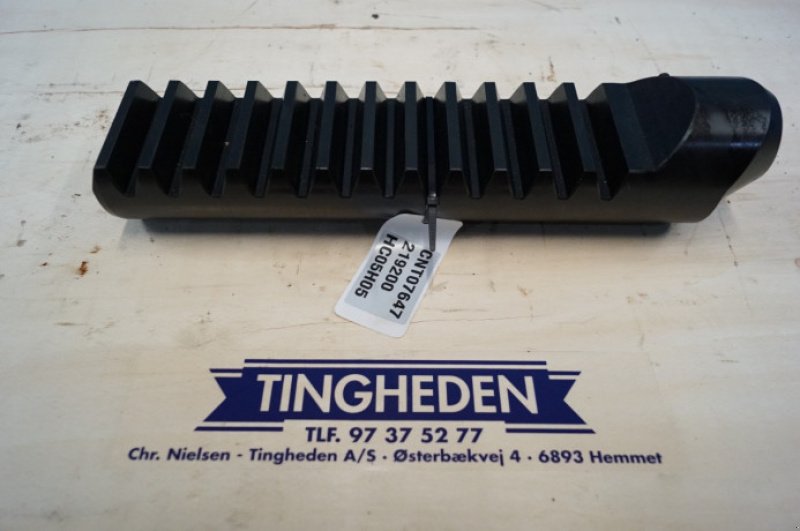 CNT07647
219200
HC05H05
TINGHEDEN
TLF. 97 37 52 77
Chr. Nielsen - Tingheden A/S · Østerbækvej 4 · 6893 Hemmet